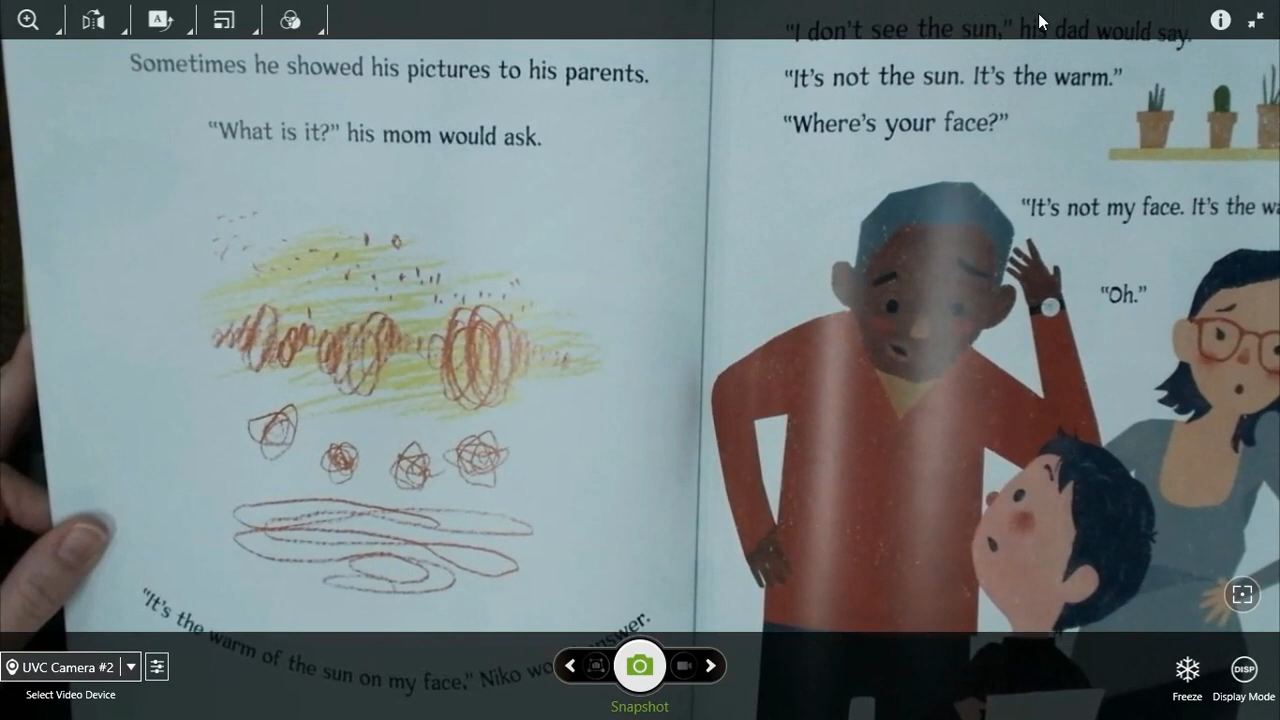 Sometimes he showed his pictures to his parents.
"What is it?" his mom would ask.
"It's the warm of the sun on my face," Niko
"I don't see the sun," his dad would say.
"It's not the sun. It's the warm."
"Where's your face?"
"It's not my face. It's the
"Oh."
UVC Camera #2
Select Video Device
Snapshot
Freeze
DISP
Display Mode